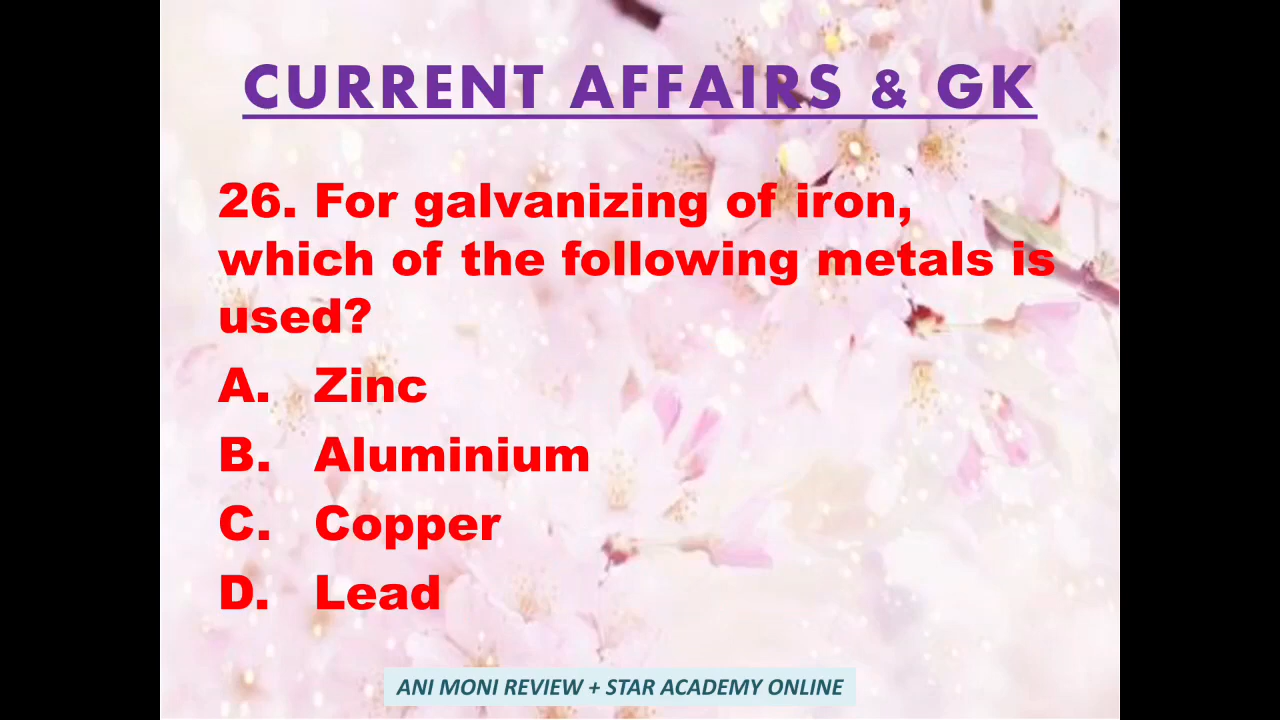 CURRENT AFFAIRS & GK
26. For galvanizing of iron,
which of the following metals is
used?
A. Zinc
B. Aluminium
C. Copper
D. Lead
ANI MONI REVIEW + STAR ACADEMY ONLINE